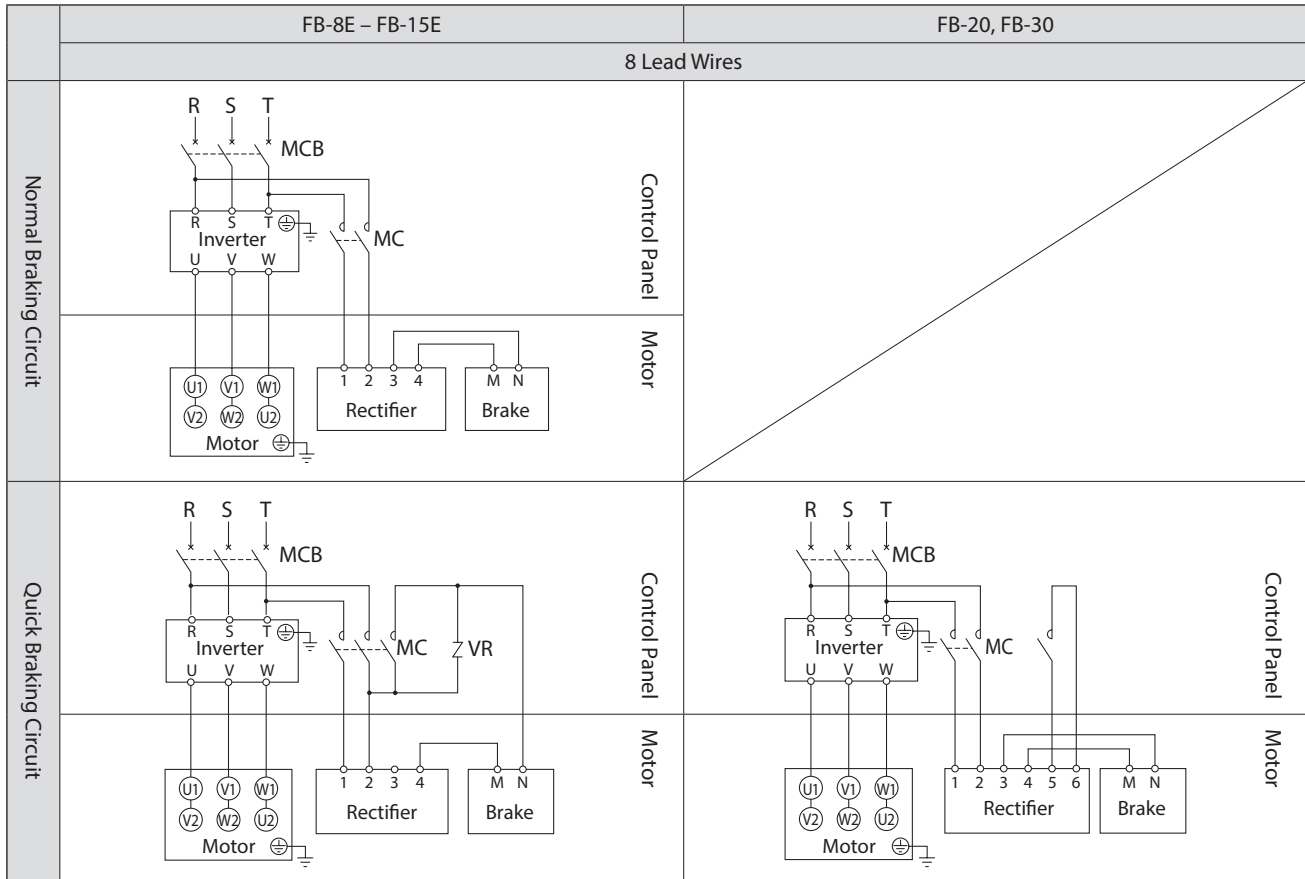 FB-8E – FB-15E
FB-20, FB-30
8 Lead Wires
Normal Braking Circuit
R S T
MCB
R S T
Inverter
U V W
MC
Control Panel
Motor
U1 V1 W1
V2 W2 U2
Motor
1 2 3 4
Rectifier
M N
Brake
Quick Braking Circuit
R S T
MCB
R S T
Inverter
U V W
MC
VR
Control Panel
Motor
U1 V1 W1
V2 W2 U2
Motor
1 2 3 4
Rectifier
M N
Brake
R S T
MCB
R S T
Inverter
U V W
MC
Control Panel
Motor
U1 V1 W1
V2 W2 U2
Motor
1 2 3 4 5 6
Rectifier
M N
Brake